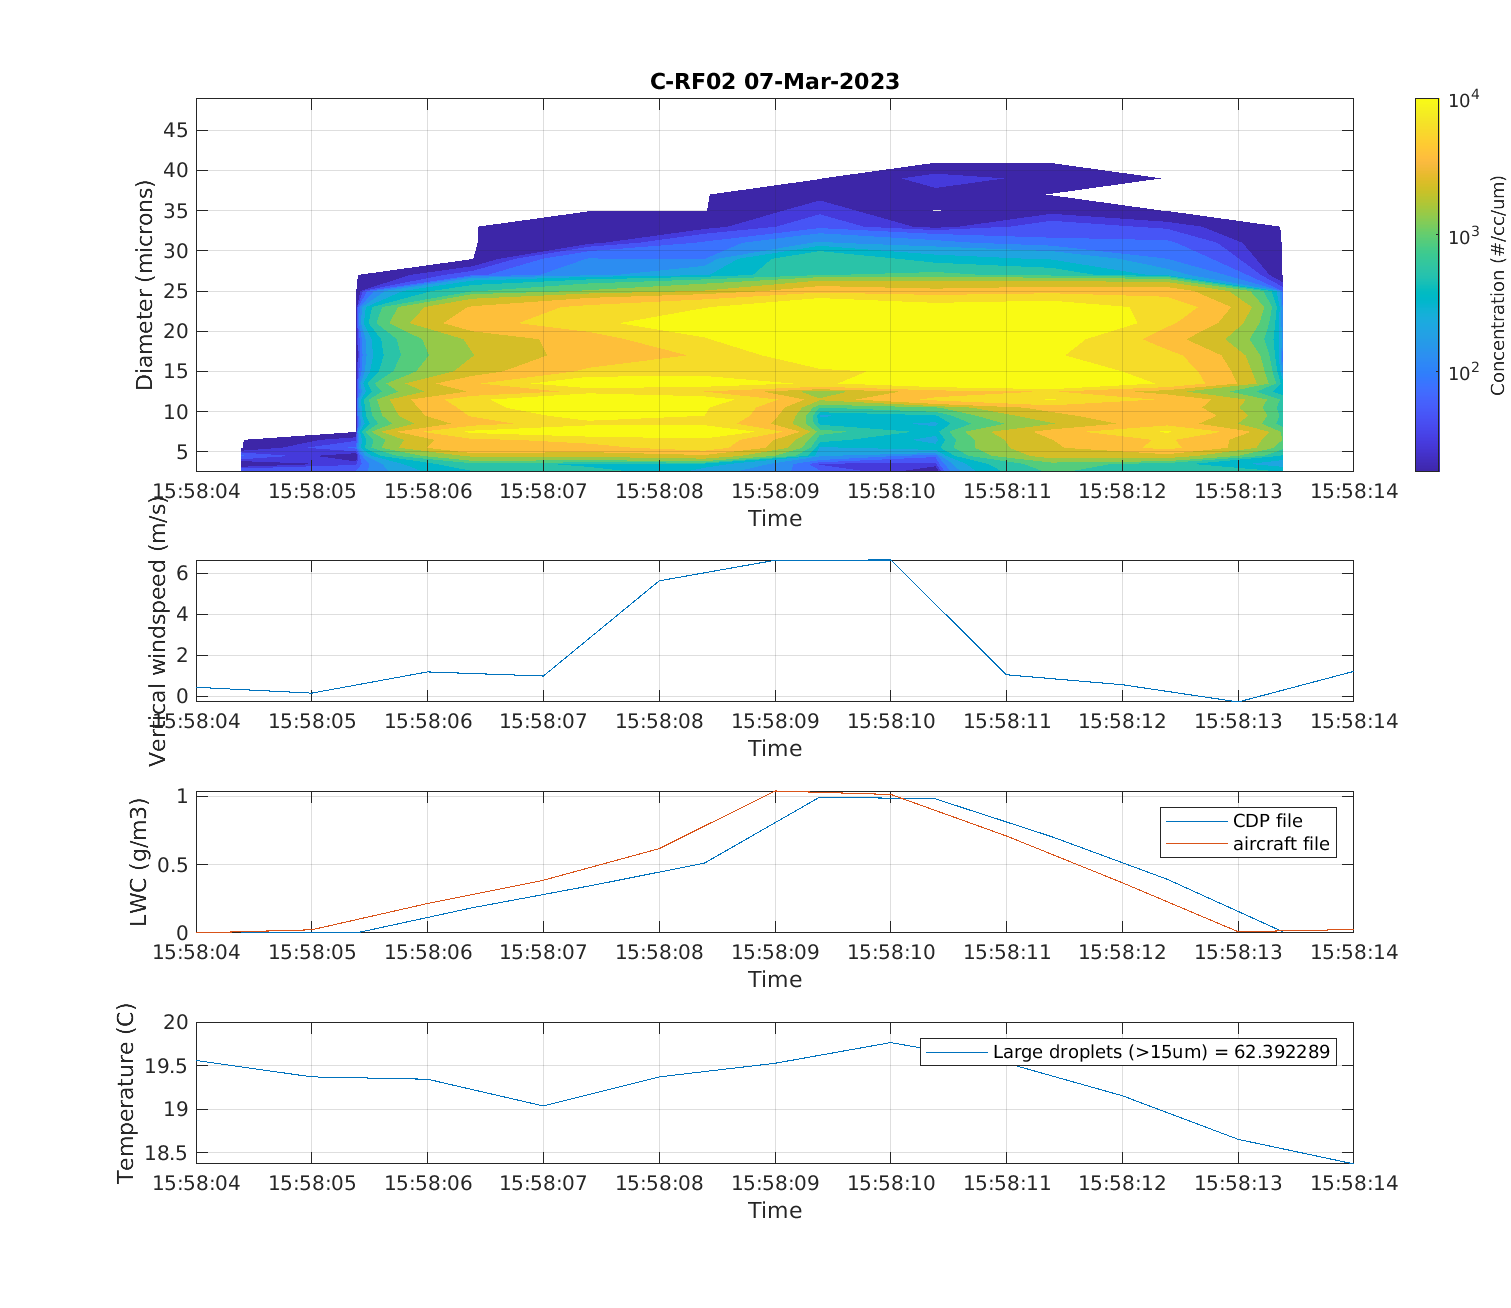 C-RF02 07-Mar-2023
Diameter (microns)
45
40
35
30
25
20
15
10
5
15:58:04 15:58:05 15:58:06 15:58:07 15:58:08 15:58:09 15:58:10 15:58:11 15:58:12 15:58:13 15:58:14
Time
10^4
10^3
10^2
Concentration (#/cc/um)
Vertical windspeed (m/s)
6
4
2
0
15:58:04 15:58:05 15:58:06 15:58:07 15:58:08 15:58:09 15:58:10 15:58:11 15:58:12 15:58:13 15:58:14
Time
LWC (g/m3)
1
0.5
0
CDP file
aircraft file
15:58:04 15:58:05 15:58:06 15:58:07 15:58:08 15:58:09 15:58:10 15:58:11 15:58:12 15:58:13 15:58:14
Time
Temperature (C)
20
19.5
19
18.5
Large droplets (>15um) = 62.392289
15:58:04 15:58:05 15:58:06 15:58:07 15:58:08 15:58:09 15:58:10 15:58:11 15:58:12 15:58:13 15:58:14
Time